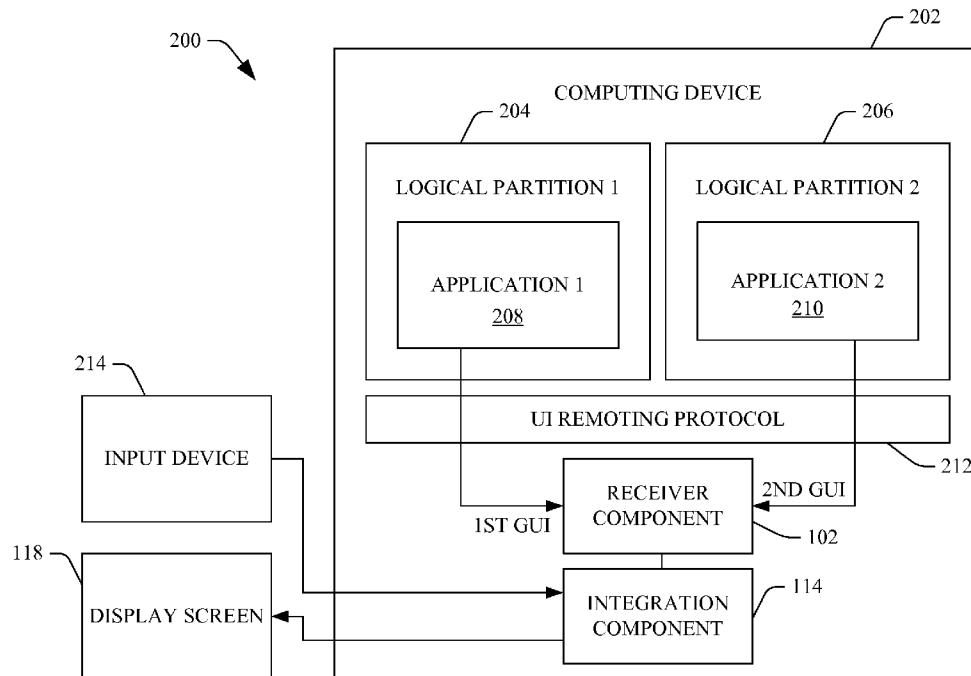 200
202
COMPUTING DEVICE
204
206
LOGICAL PARTITION 1
LOGICAL PARTITION 2
APPLICATION 1
208
APPLICATION 2
210
214
INPUT DEVICE
UI REMOTING PROTOCOL
212
1ST GUI
RECEIVER
COMPONENT
2ND GUI
102
118
DISPLAY SCREEN
INTEGRATION
COMPONENT
114